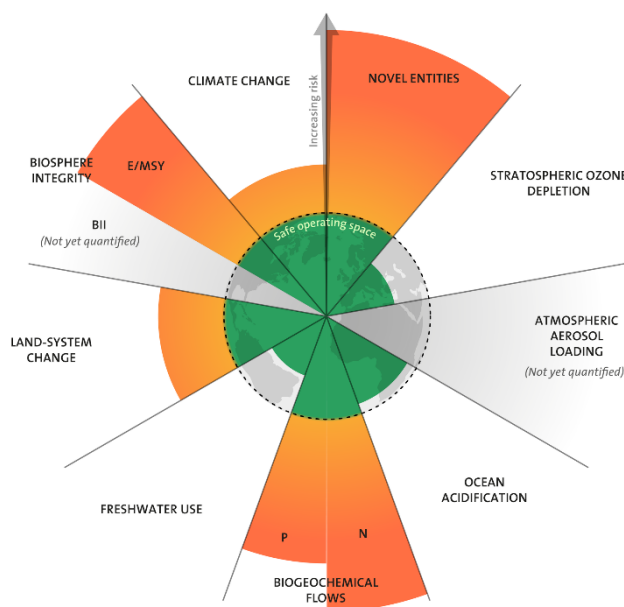 CLIMATE CHANGE
NOVEL ENTITIES
Increasing risk
BIOSPHERE
INTEGRITY
E/MSY
STRATOSPHERIC OZONE
DEPLETION
BII
(Not yet quantified)
Safe operating space
LAND-SYSTEM
CHANGE
ATMOSPHERIC
AEROSOL
LOADING
(Not yet quantified)
FRESHWATER USE
OCEAN
ACIDIFICATION
P
N
BIOGEOCHEMICAL
FLOWS